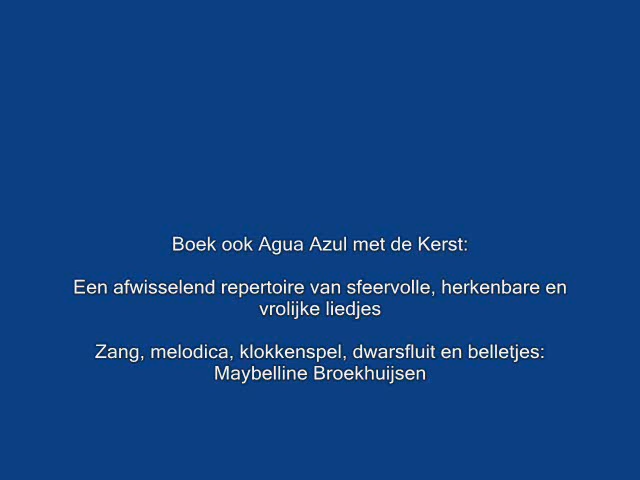 Boek ook Agua Azul met de Kerst:
Een afwisselend repertoire van sfeervolle, herkenbare en
vrolijke liedjes
Zang, melodica, klokkenspel, dwarsfluit en belletjes:
Maybelline Broekhuijsen